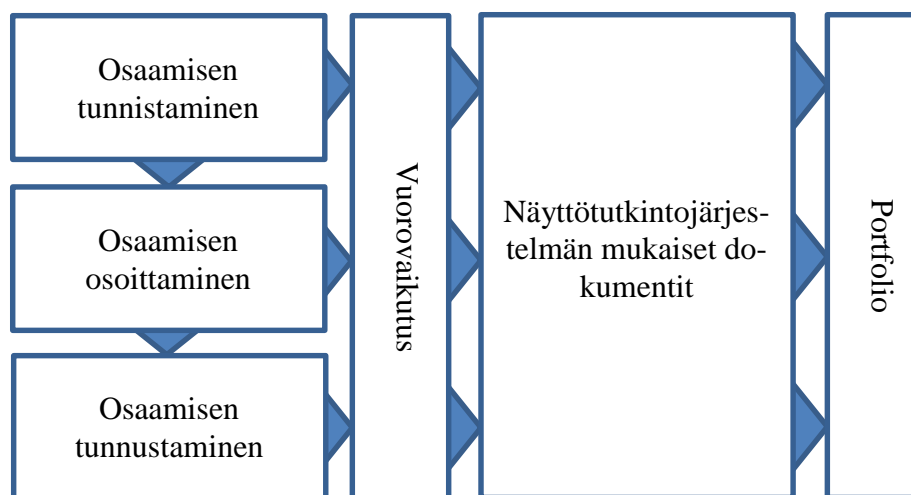 Osaamisen
tunnistaminen
Osaamisen
osoittaminen
Osaamisen
tunnustaminen
Vuorovaikutus
Näyttötutkintojärjes-
telmän mukaiset do-
kumentit
Portfolio